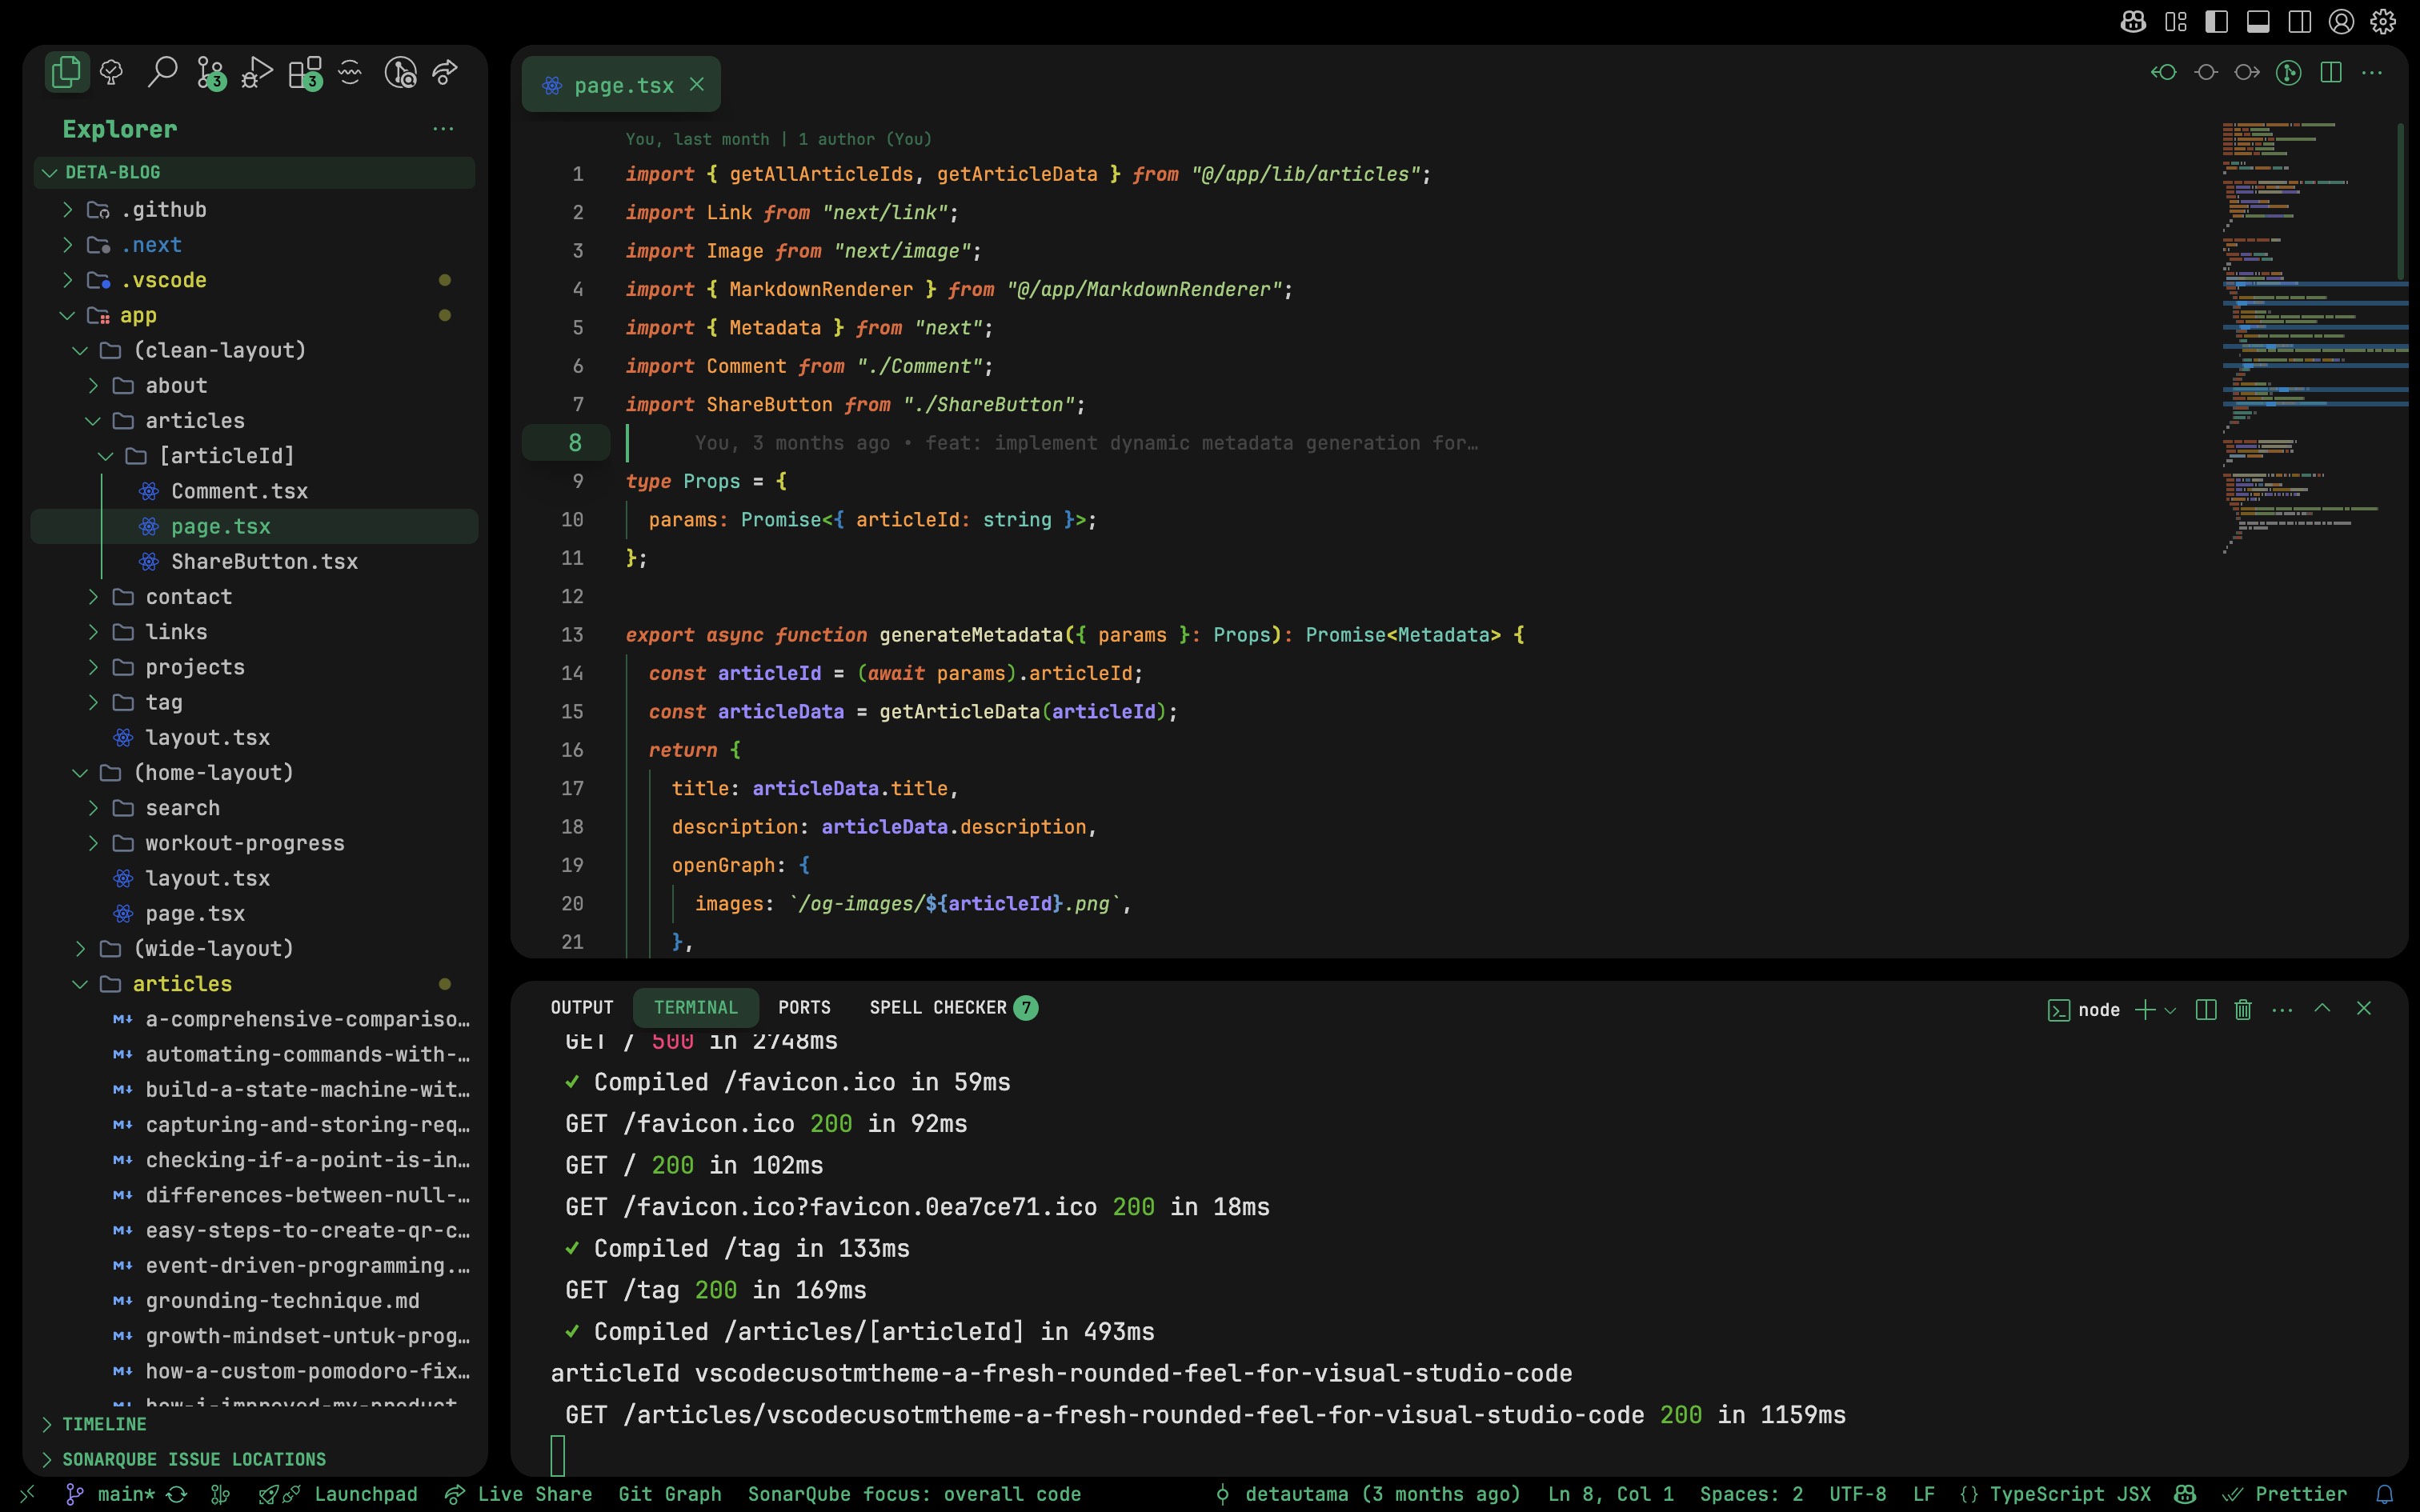 3
3
Explorer
DETA-BLOG
.github
.next
.vscode
app
(clean-layout)
about
articles
[articleId]
Comment.tsx
page.tsx
ShareButton.tsx
contact
links
projects
tag
layout.tsx
(home-layout)
search
workout-progress
layout.tsx
page.tsx
(wide-layout)
articles
a-comprehensive-compariso…
automating-commands-with-…
build-a-state-machine-wit…
capturing-and-storing-req…
checking-if-a-point-is-in…
differences-between-null-…
easy-steps-to-create-qr-c…
event-driven-programming.…
grounding-technique.md
growth-mindset-untuk-prog…
how-a-custom-pomodoro-fix…
how-i-improved-my-product
TIMELINE
SONARQUBE ISSUE LOCATIONS
page.tsx
You, last month | 1 author (You)
1 import { getAllArticleIds, getArticleData } from "@/app/lib/articles";
2 import Link from "next/link";
3 import Image from "next/image";
4 import { MarkdownRenderer } from "@/app/MarkdownRenderer";
5 import { Metadata } from "next";
6 import Comment from "./Comment";
7 import ShareButton from "./ShareButton";
8 You, 3 months ago • feat: implement dynamic metadata generation for…
9 type Props = {
10 params: Promise<{ articleId: string }>;
11 };
12
13 export async function generateMetadata({ params }: Props): Promise<Metadata> {
14 const articleId = (await params).articleId;
15 const articleData = getArticleData(articleId);
16 return {
17 title: articleData.title,
18 description: articleData.description,
19 openGraph: {
20 images: `/og-images/${articleId}.png`,
21 },
OUTPUT TERMINAL PORTS SPELL CHECKER 7 node
GET / 500 in 2748ms
✓ Compiled /favicon.ico in 59ms
GET /favicon.ico 200 in 92ms
GET / 200 in 102ms
GET /favicon.ico?favicon.0ea7ce71.ico 200 in 18ms
✓ Compiled /tag in 133ms
GET /tag 200 in 169ms
✓ Compiled /articles/[articleId] in 493ms
articleId vscodecusotmtheme-a-fresh-rounded-feel-for-visual-studio-code
GET /articles/vscodecusotmtheme-a-fresh-rounded-feel-for-visual-studio-code 200 in 1159ms
main* Launchpad Live Share Git Graph SonarQube focus: overall code detautama (3 months ago) Ln 8, Col 1 Spaces: 2 UTF-8 LF {} TypeScript JSX Prettier